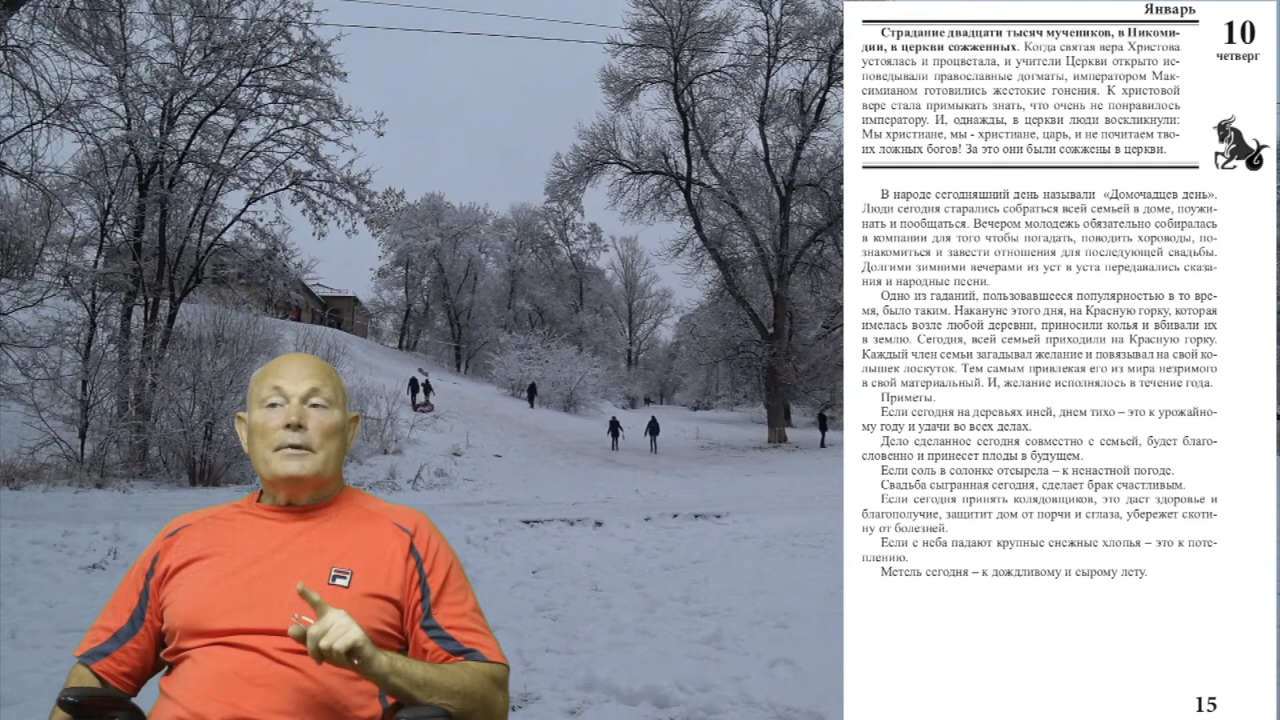 Январь
10
четверг
Страдание двадцати тысяч мучеников, в Никоми-
дии, в церкви сожженных. Когда святая вера Христова
устоялась и процветала, и учители Церкви открыто ис-
поведывали православные догматы, императором Мак-
симианом готовились жестокие гонения. К христовой
вере стала примыкать знать, что очень не понравилось
императору. И, однажды, в церкви люди воскликнули:
Мы христиане, мы - христиане, царь, и не почитаем тво-
их ложных богов! За это они были сожжены в церкви.
В народе сегодняшний день называли «Домочадцев день».
Люди сегодня старались собраться всей семьей в доме, поужи-
нать и пообщаться. Вечером молодежь обязательно собиралась
в компании для того чтобы погадать, поводить хороводы, по-
знакомиться и завести отношения для последующей свадьбы.
Долгими зимними вечерами из уст в уста передавались сказа-
ния и народные песни.
Одно из гаданий, пользовавшееся популярностью в то вре-
мя, было таким. Накануне этого дня, на Красную горку, которая
имелась возле любой деревни, приносили колья и вбивали их
в землю. Сегодня, всей семьей приходили на Красную горку.
Каждый член семьи загадывал желание и повязывал на свой ко-
лышек лоскуток. Тем самым привлекая его из мира незримого
в свой материальный. И, желание исполнялось в течение года.
Приметы.
Если сегодня на деревьях иней, днем тихо – это к урожайно-
му году и удачи во всех делах.
Дело сделанное сегодня совместно с семьей, будет благо-
словенно и принесет плоды в будущем.
Если соль в солонке отсырела – к ненастной погоде.
Свадьба сыгранная сегодня, сделает брак счастливым.
Если сегодня принять колядовщиков, это даст здоровье и
благополучие, защитит дом от порчи и сглаза, убережет скоти-
ну от болезней.
Если с неба падают крупные снежные хлопья – это к поте-
плению.
Метель сегодня – к дождливому и сырому лету.
15
FILA